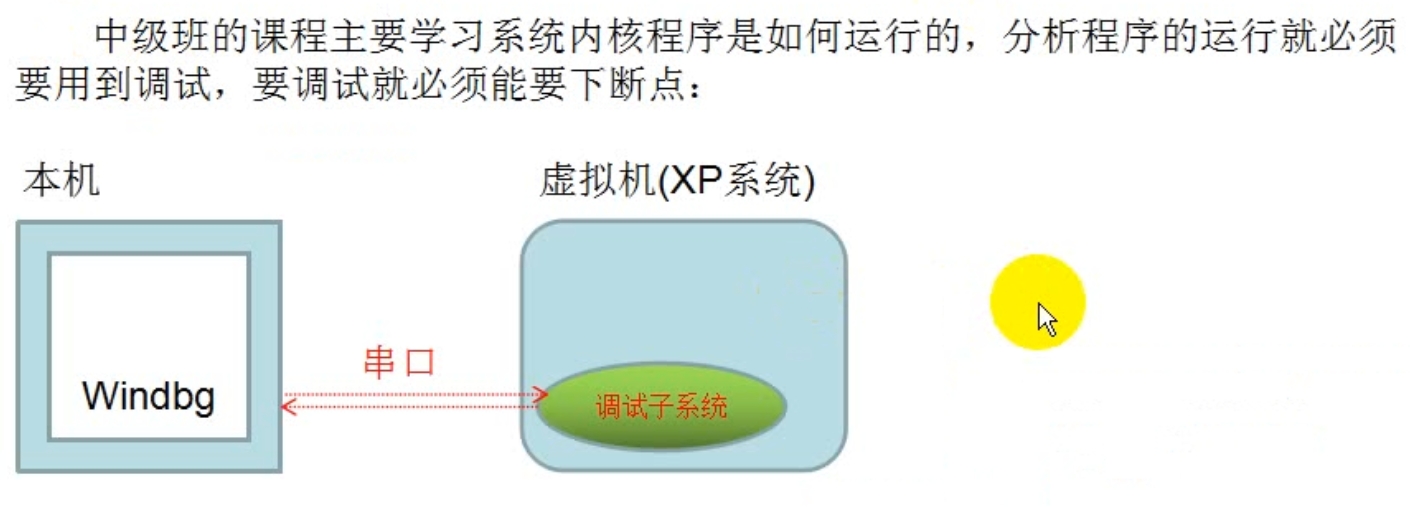 中级班的课程主要学习系统内核程序是如何运行的，分析程序的运行就必须
要用到调试，要调试就必须能要下断点：
本机
虚拟机(XP系统)
串口
Windbg
调试子系统